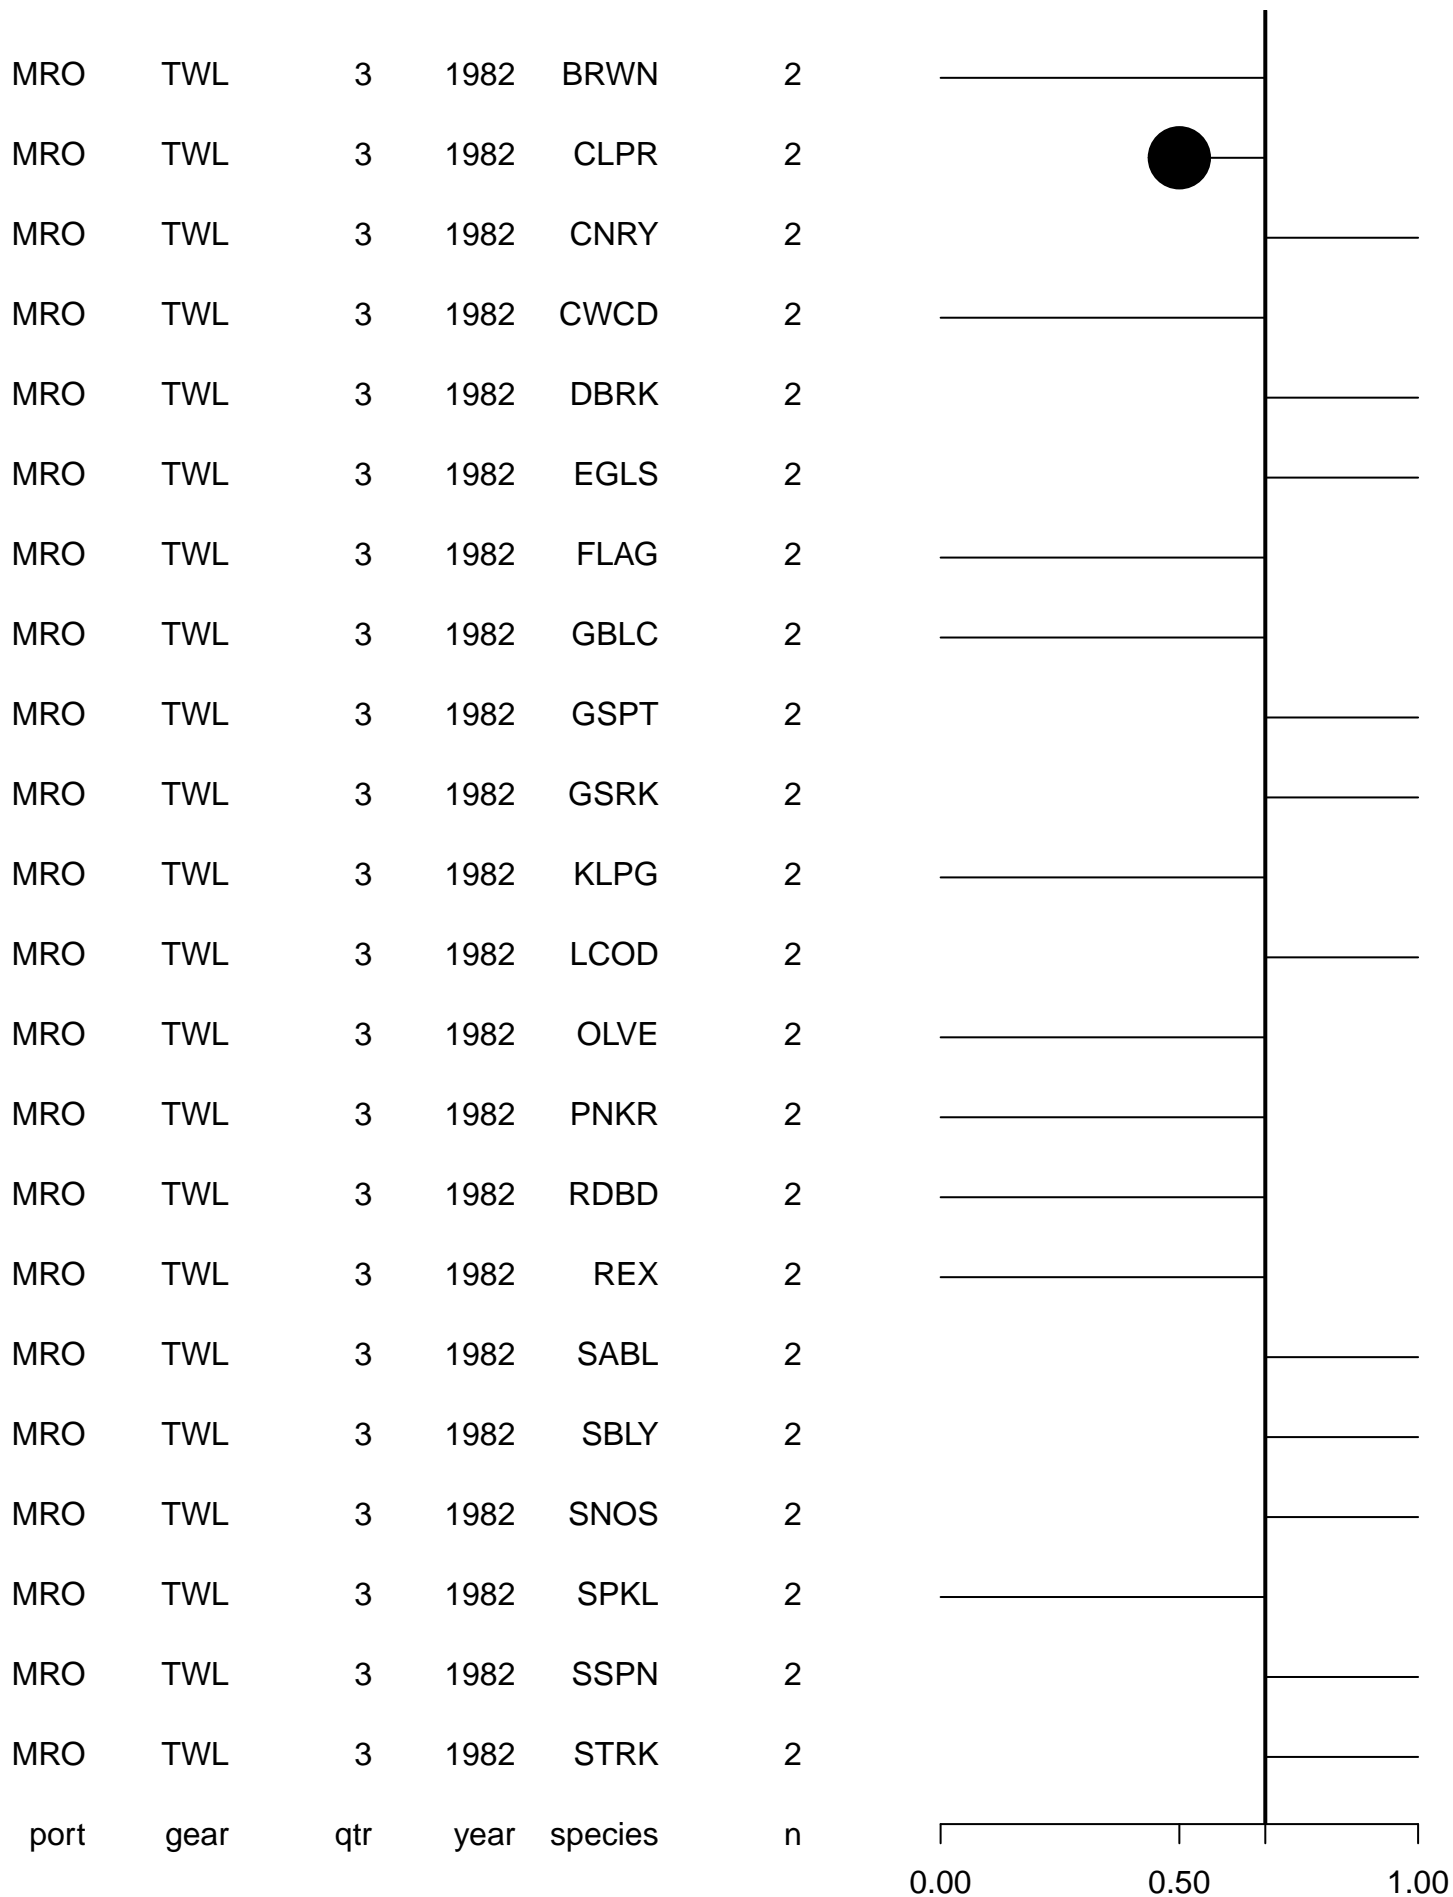 MRO TWL 3 1982 BRWN 2
MRO TWL 3 1982 CLPR 2
MRO TWL 3 1982 CNRY 2
MRO TWL 3 1982 CWCD 2
MRO TWL 3 1982 DBRK 2
MRO TWL 3 1982 EGLS 2
MRO TWL 3 1982 FLAG 2
MRO TWL 3 1982 GBLC 2
MRO TWL 3 1982 GSPT 2
MRO TWL 3 1982 GSRK 2
MRO TWL 3 1982 KLPG 2
MRO TWL 3 1982 LCOD 2
MRO TWL 3 1982 OLVE 2
MRO TWL 3 1982 PNKR 2
MRO TWL 3 1982 RDBD 2
MRO TWL 3 1982 REX 2
MRO TWL 3 1982 SABL 2
MRO TWL 3 1982 SBLY 2
MRO TWL 3 1982 SNOS 2
MRO TWL 3 1982 SPKL 2
MRO TWL 3 1982 SSPN 2
MRO TWL 3 1982 STRK 2
port gear qtr year species n
0.00 0.50 1.00